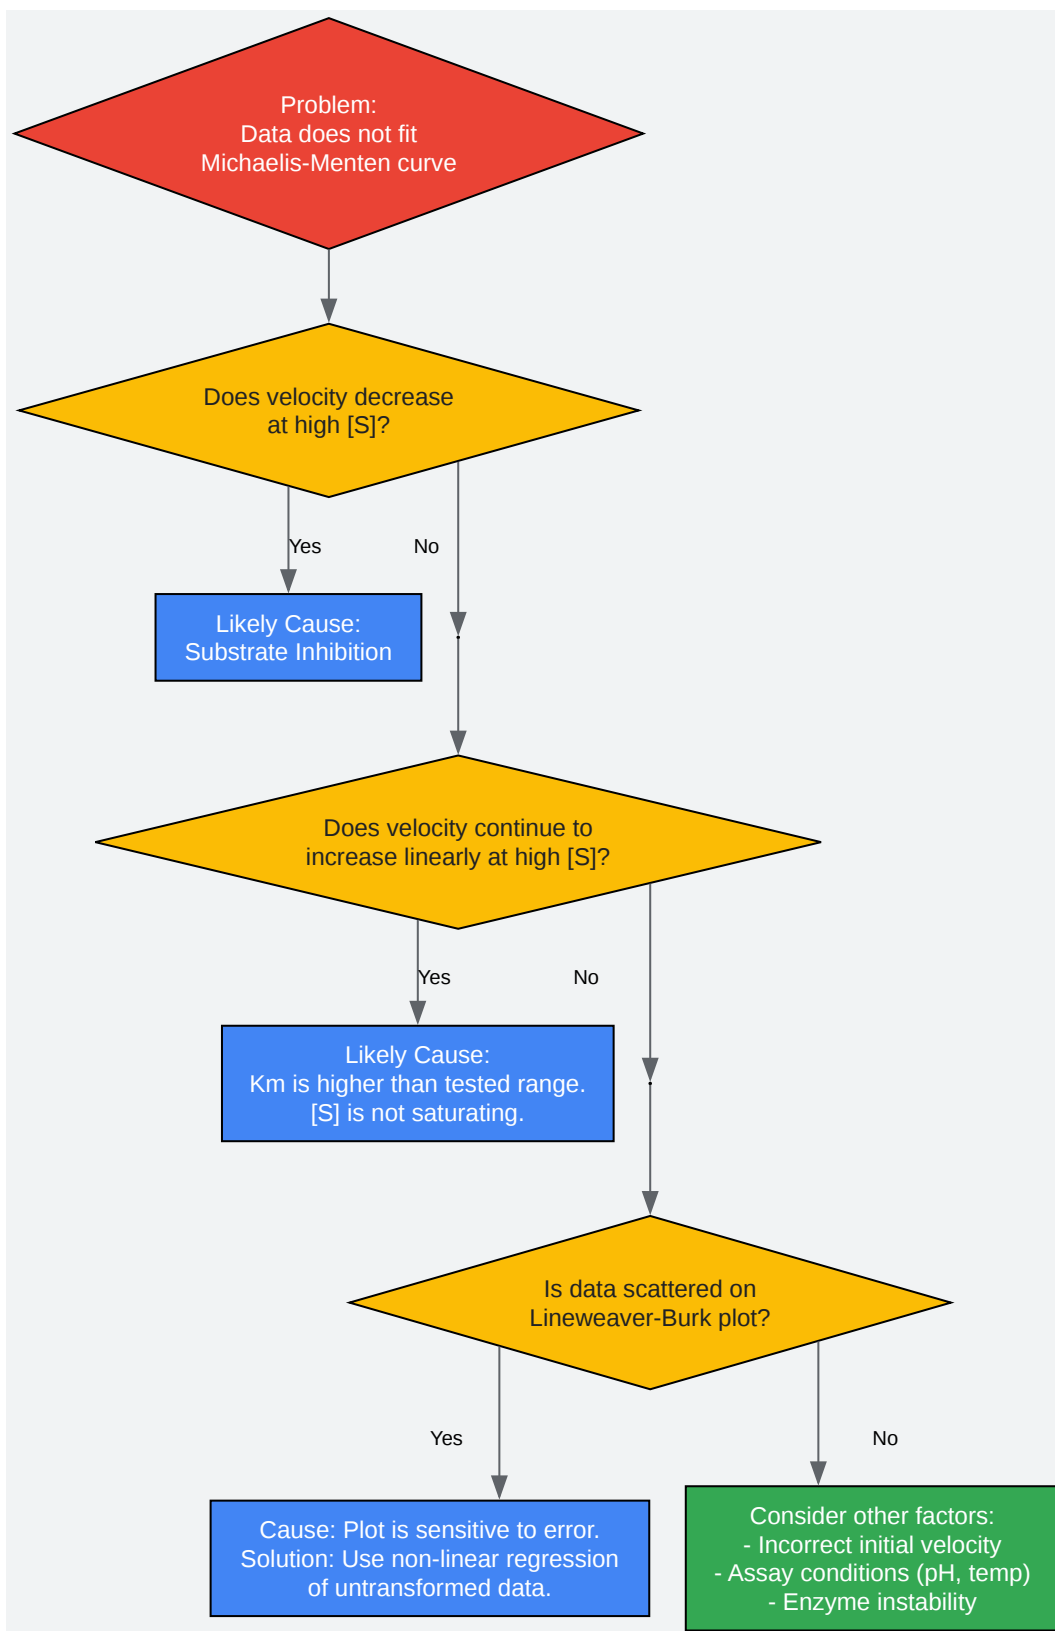 Problem:
Data does not fit
Michaelis-Menten curve
Does velocity decrease
at high [S]?
Yes
No
Likely Cause:
Substrate Inhibition
Does velocity continue to
increase linearly at high [S]?
Yes
No
Likely Cause:
Km is higher than tested range.
[S] is not saturating.
Is data scattered on
Lineweaver-Burk plot?
Yes
No
Cause: Plot is sensitive to error.
Solution: Use non-linear regression
of untransformed data.
Consider other factors:
- Incorrect initial velocity
- Assay conditions (pH, temp)
- Enzyme instability